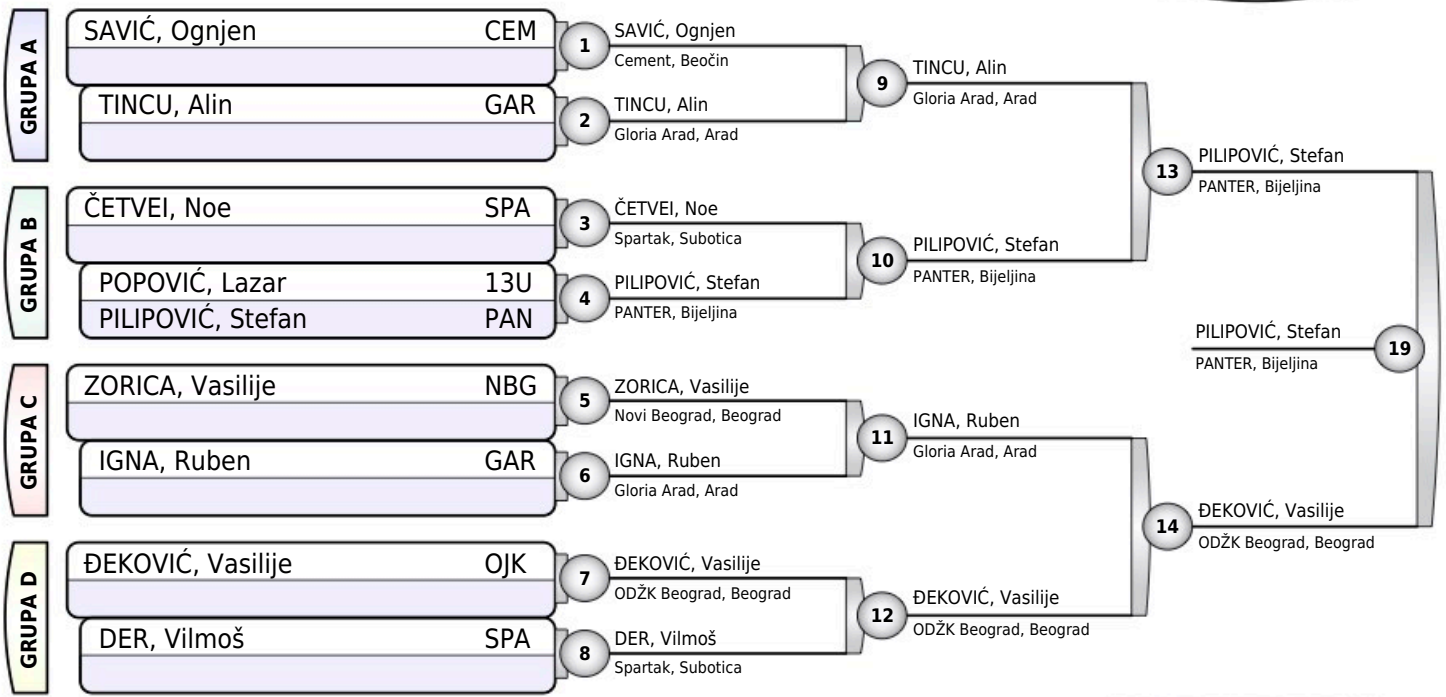 GRUPA A
SAVIĆ, Ognjen CEM
TINCU, Alin GAR
GRUPA B
ČETVEI, Noe SPA
POPOVIĆ, Lazar 13U
PILIPOVIĆ, Stefan PAN
GRUPA C
ZORICA, Vasilije NBG
IGNA, Ruben GAR
GRUPA D
ĐEKOVIĆ, Vasilije OJK
DER, Vilmoš SPA
1
SAVIĆ, Ognjen
Cement, Beočin
2
TINCU, Alin
Gloria Arad, Arad
3
ČETVEI, Noe
Spartak, Subotica
4
PILIPOVIĆ, Stefan
PANTER, Bijeljina
5
ZORICA, Vasilije
Novi Beograd, Beograd
6
IGNA, Ruben
Gloria Arad, Arad
7
ĐEKOVIĆ, Vasilije
ODŽK Beograd, Beograd
8
DER, Vilmoš
Spartak, Subotica
9
TINCU, Alin
Gloria Arad, Arad
10
PILIPOVIĆ, Stefan
PANTER, Bijeljina
11
IGNA, Ruben
Gloria Arad, Arad
12
ĐEKOVIĆ, Vasilije
ODŽK Beograd, Beograd
13
PILIPOVIĆ, Stefan
PANTER, Bijeljina
14
ĐEKOVIĆ, Vasilije
ODŽK Beograd, Beograd
PILIPOVIĆ, Stefan
PANTER, Bijeljina
19